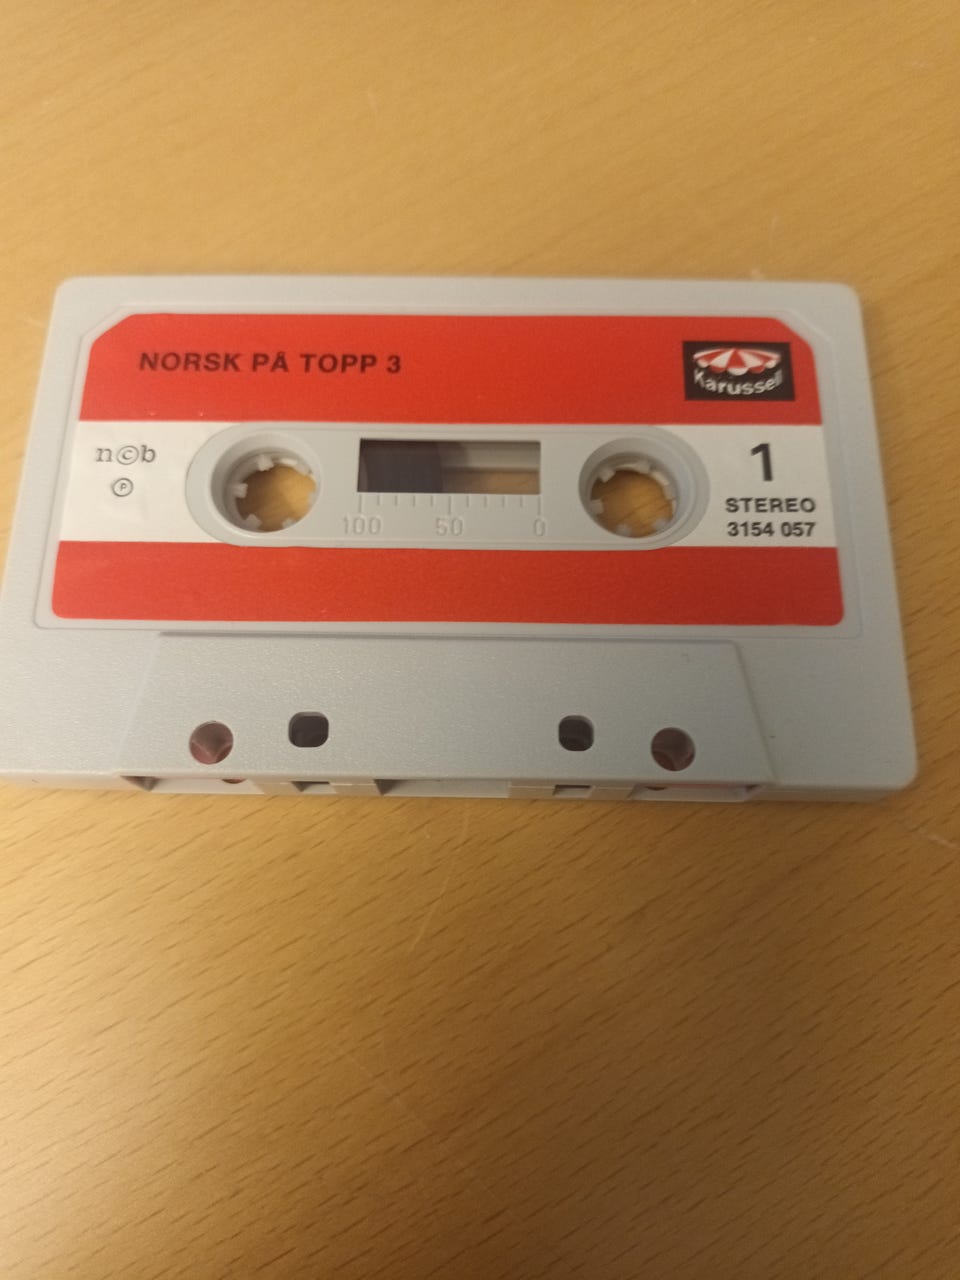 NORSK PÅ TOPP 3
Karussell
n©b
℗
1
STEREO
3154 057
100 50 0